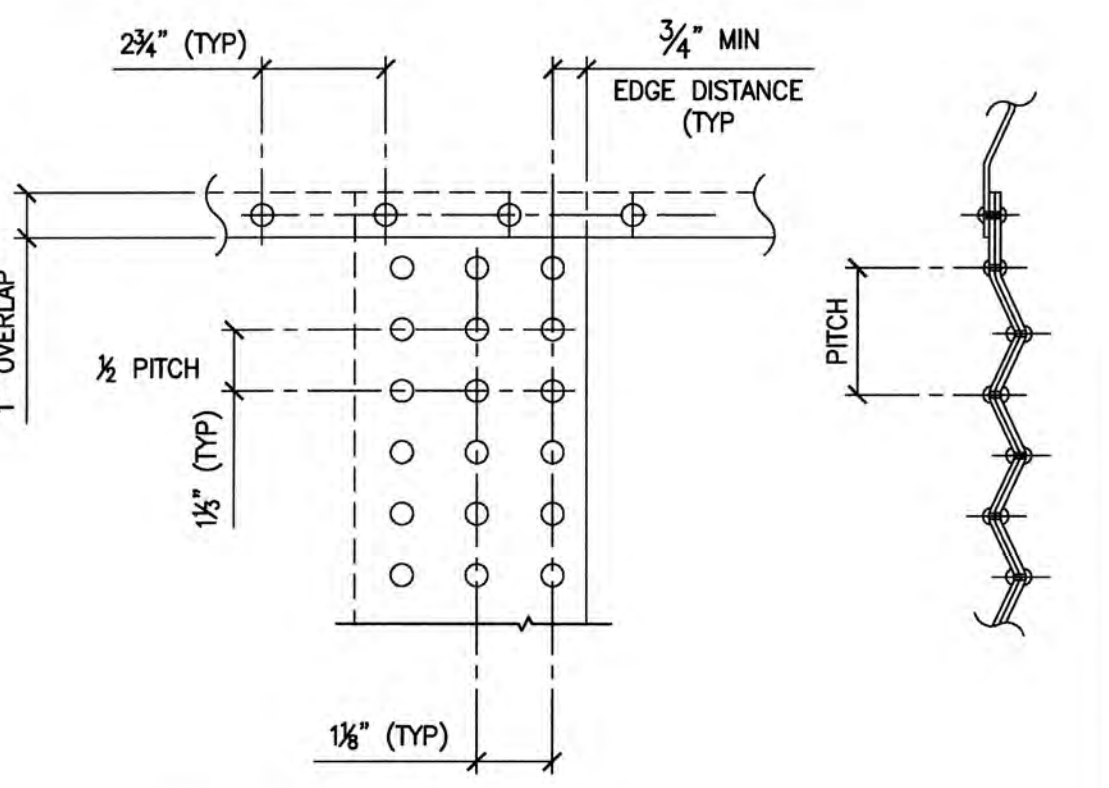 2¾" (TYP)
¾" MIN
EDGE DISTANCE
(TYP
OVERLAP
½ PITCH
1⅓" (TYP)
PITCH
1⅛" (TYP)